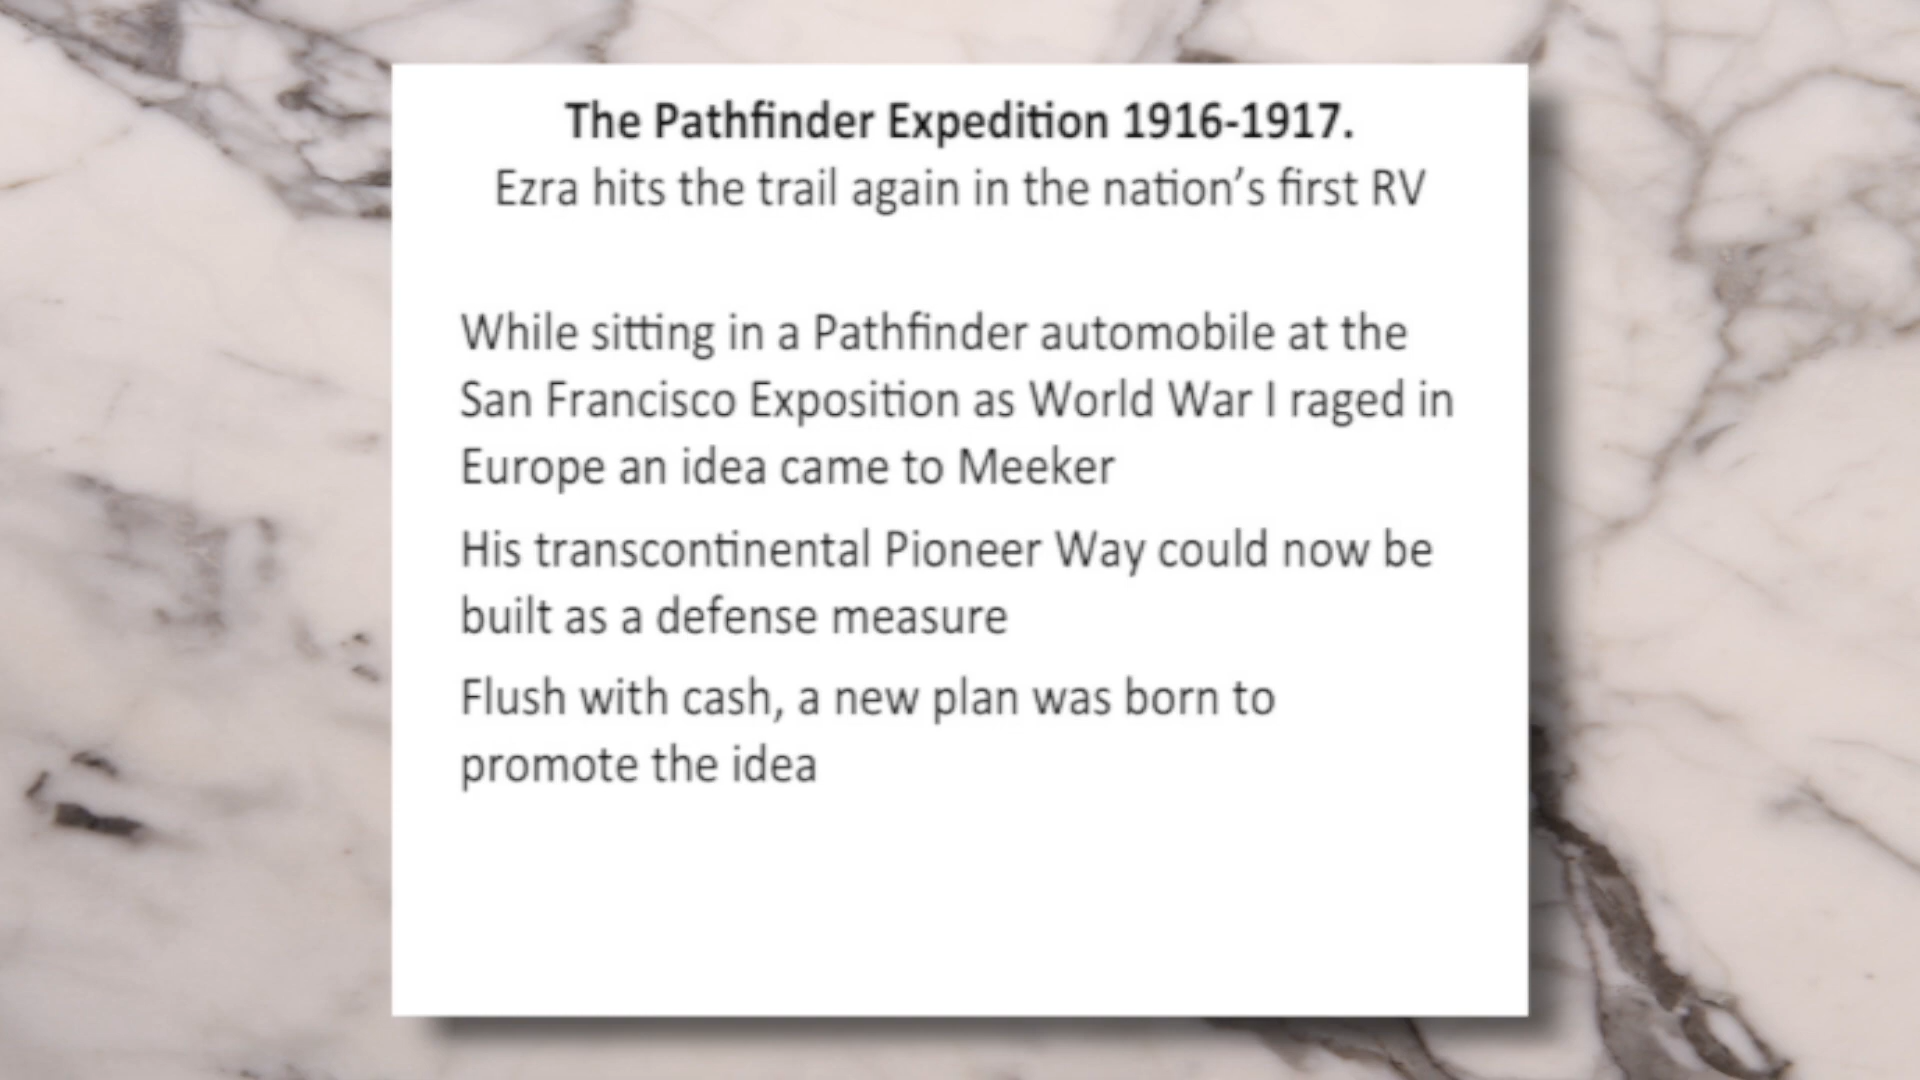 The Pathfinder Expedition 1916-1917.
Ezra hits the trail again in the nation’s first RV
While sitting in a Pathfinder automobile at the
San Francisco Exposition as World War I raged in
Europe an idea came to Meeker
His transcontinental Pioneer Way could now be
built as a defense measure
Flush with cash, a new plan was born to
promote the idea